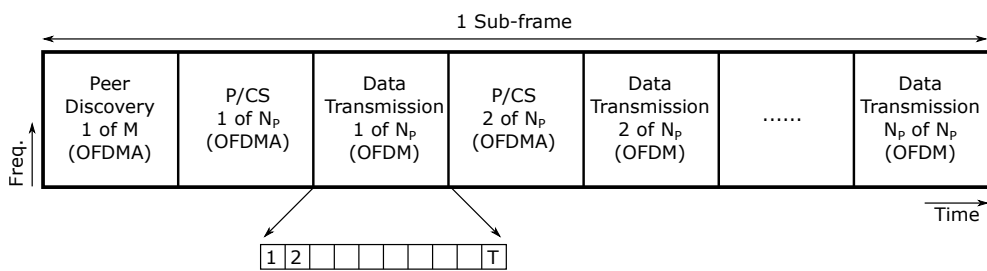 1 Sub-frame
Peer
Discovery
1 of M
(OFDMA)
P/CS
1 of N_P
(OFDMA)
Data
Transmission
1 of N_P
(OFDM)
P/CS
2 of N_P
(OFDMA)
Data
Transmission
2 of N_P
(OFDM)
......
Data
Transmission
N_P of N_P
(OFDM)
Freq.
Time
1 2 T